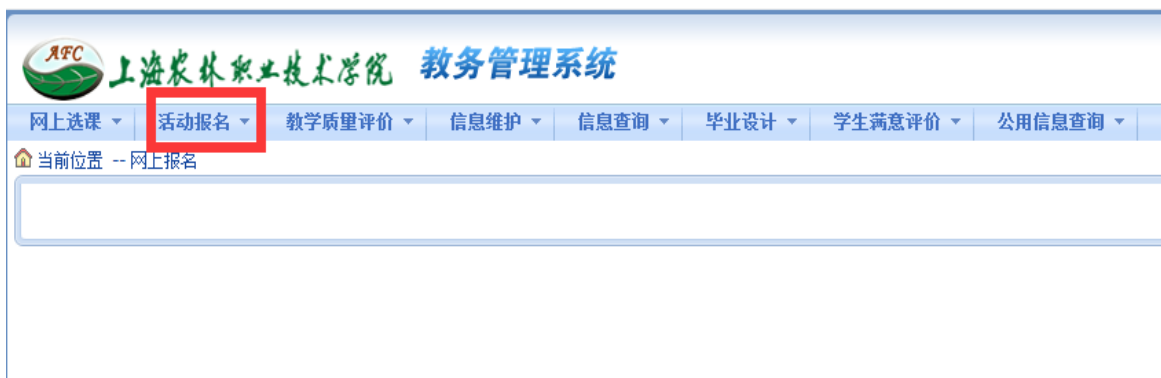 AFC 上海农林职业技术学院 教务管理系统
网上选课 活动报名 教学质量评价 信息维护 信息查询 毕业设计 学生满意评价 公用信息查询
当前位置 -- 网上报名